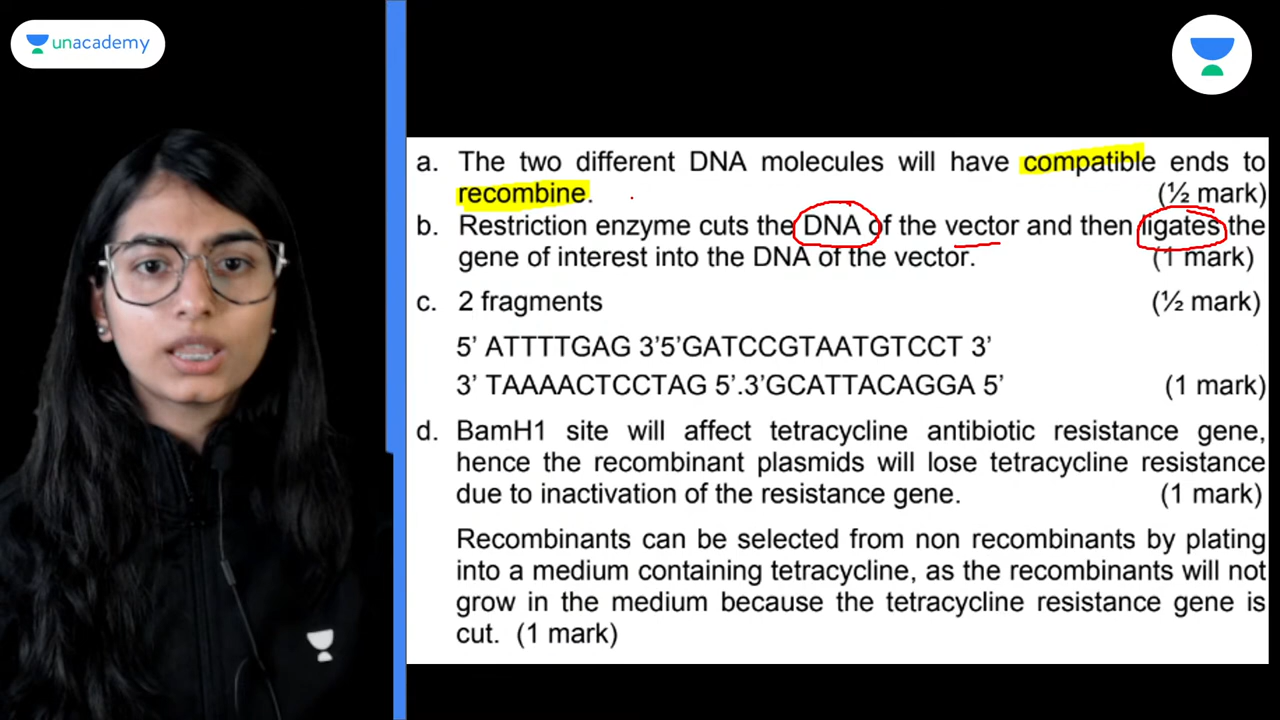 unacademy
a. The two different DNA molecules will have compatible ends to
recombine. (½ mark)
b. Restriction enzyme cuts the DNA of the vector and then ligates the
gene of interest into the DNA of the vector. (1 mark)
c. 2 fragments (½ mark)
5’ ATTTTGAG 3’5’GATCCGTAATGTCCT 3’
3’ TAAAACTCCTAG 5’.3’GCATTACAGGA 5’ (1 mark)
d. BamH1 site will affect tetracycline antibiotic resistance gene,
hence the recombinant plasmids will lose tetracycline resistance
due to inactivation of the resistance gene. (1 mark)
Recombinants can be selected from non recombinants by plating
into a medium containing tetracycline, as the recombinants will not
grow in the medium because the tetracycline resistance gene is
cut. (1 mark)